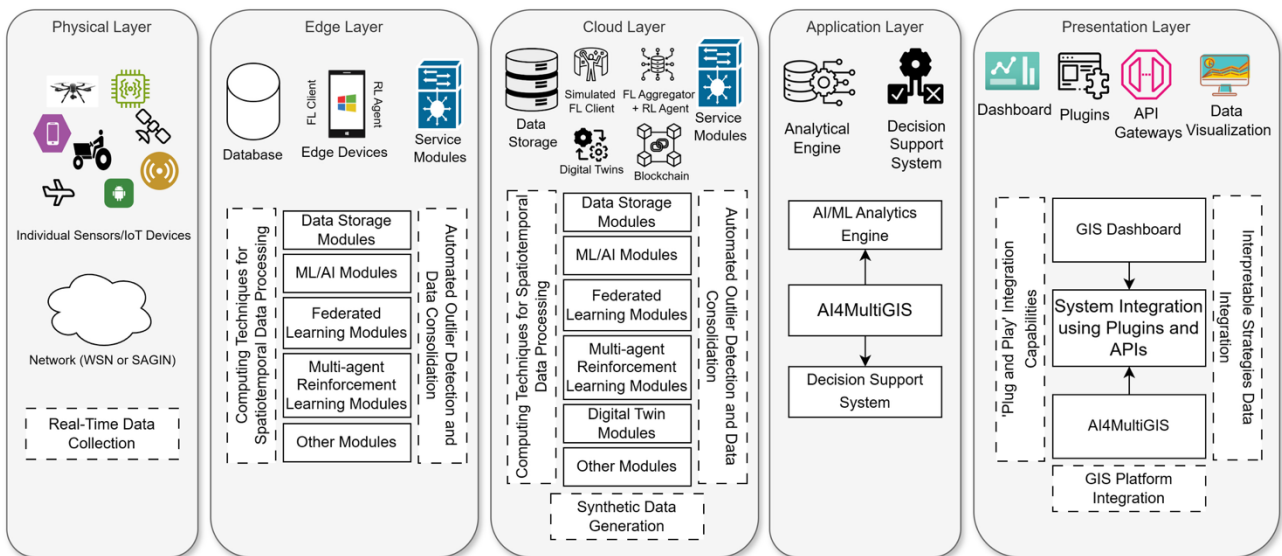 Physical Layer
Individual Sensors/IoT Devices
Network (WSN or SAGIN)
Real-Time Data
Collection
Edge Layer
Database
FL Client
RL Agent
Edge Devices
Service
Modules
Computing Techniques for
Spatiotemporal Data Processing
Data Storage
Modules
ML/AI Modules
Federated
Learning Modules
Multi-agent
Reinforcement
Learning Modules
Other Modules
Automated Outlier Detection and
Data Consolidation
Cloud Layer
Data
Storage
Simulated
FL Client
FL Aggregator
+ RL Agent
Service
Modules
Digital Twins
Blockchain
Computing Techniques for Spatiotemporal
Data Processing
Data Storage
Modules
ML/AI Modules
Federated
Learning Modules
Multi-agent
Reinforcement
Learning Modules
Digital Twin
Modules
Other Modules
Automated Outlier Detection and Data
Consolidation
Synthetic Data
Generation
Application Layer
Analytical
Engine
Decision
Support
System
AI/ML Analytics
Engine
AI4MultiGIS
Decision Support
System
Presentation Layer
Dashboard
Plugins
API
Gateways
Data
Visualization
'Plug and Play' Integration
Capabilities
GIS Dashboard
System Integration
using Plugins and
APIs
AI4MultiGIS
Interpretable Strategies Data
Integration
GIS Platform
Integration